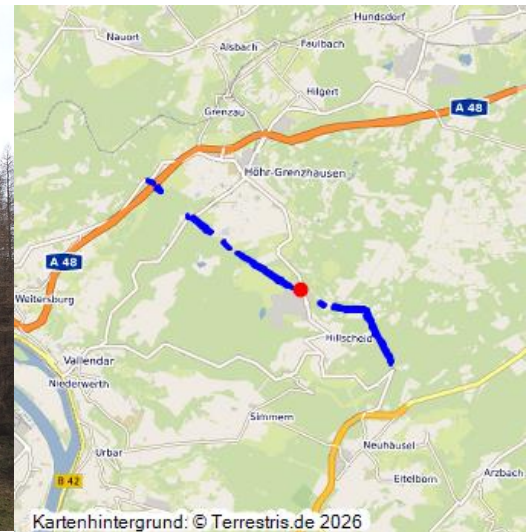 Nauort
Hundsdorf
Alsbach
Faulbach
Hilgert
Grenzau
A 48
Höhr-Grenzhausen
A 48
Weitersburg
Hillscheid
Vallendar
Niederwerth
Simmern
Neuhäusel
Urbar
B 42
Arzbach
Eitelborn
Kartenhintergrund: © Terrestris.de 2026